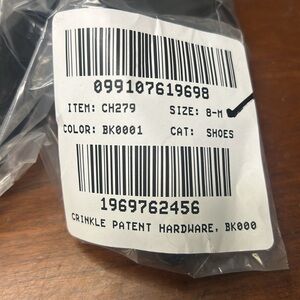 099107619698
ITEM: CH279 SIZE: 8-M
COLOR: BK0001 CAT: SHOES
1969762456
CRINKLE PATENT HARDWARE, BK000